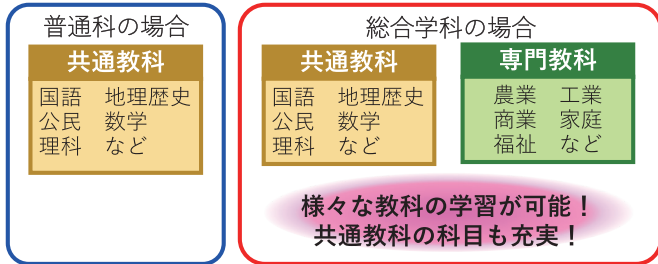 普通科の場合
共通教科
国語　地理歴史
公民　数学
理科　など
総合学科の場合
共通教科
国語　地理歴史
公民　数学
理科　など
専門教科
農業　工業
商業　家庭
福祉　など
様々な教科の学習が可能！
共通教科の科目も充実！